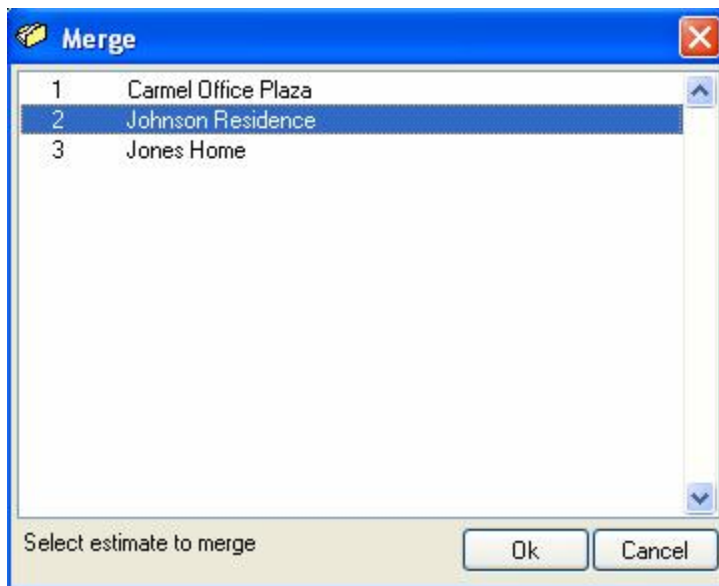 Merge
1 Carmel Office Plaza
2 Johnson Residence
3 Jones Home
Select estimate to merge
Ok Cancel